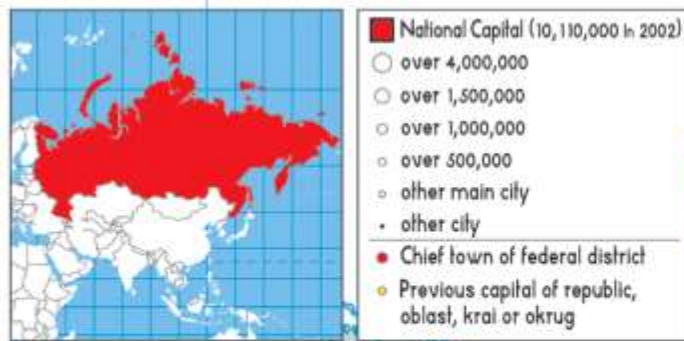 National Capital (10,110,000 in 2002)
over 4,000,000
over 1,500,000
over 1,000,000
over 500,000
other main city
other city
Chief town of federal district
Previous capital of republic,
oblast, krai or okrug